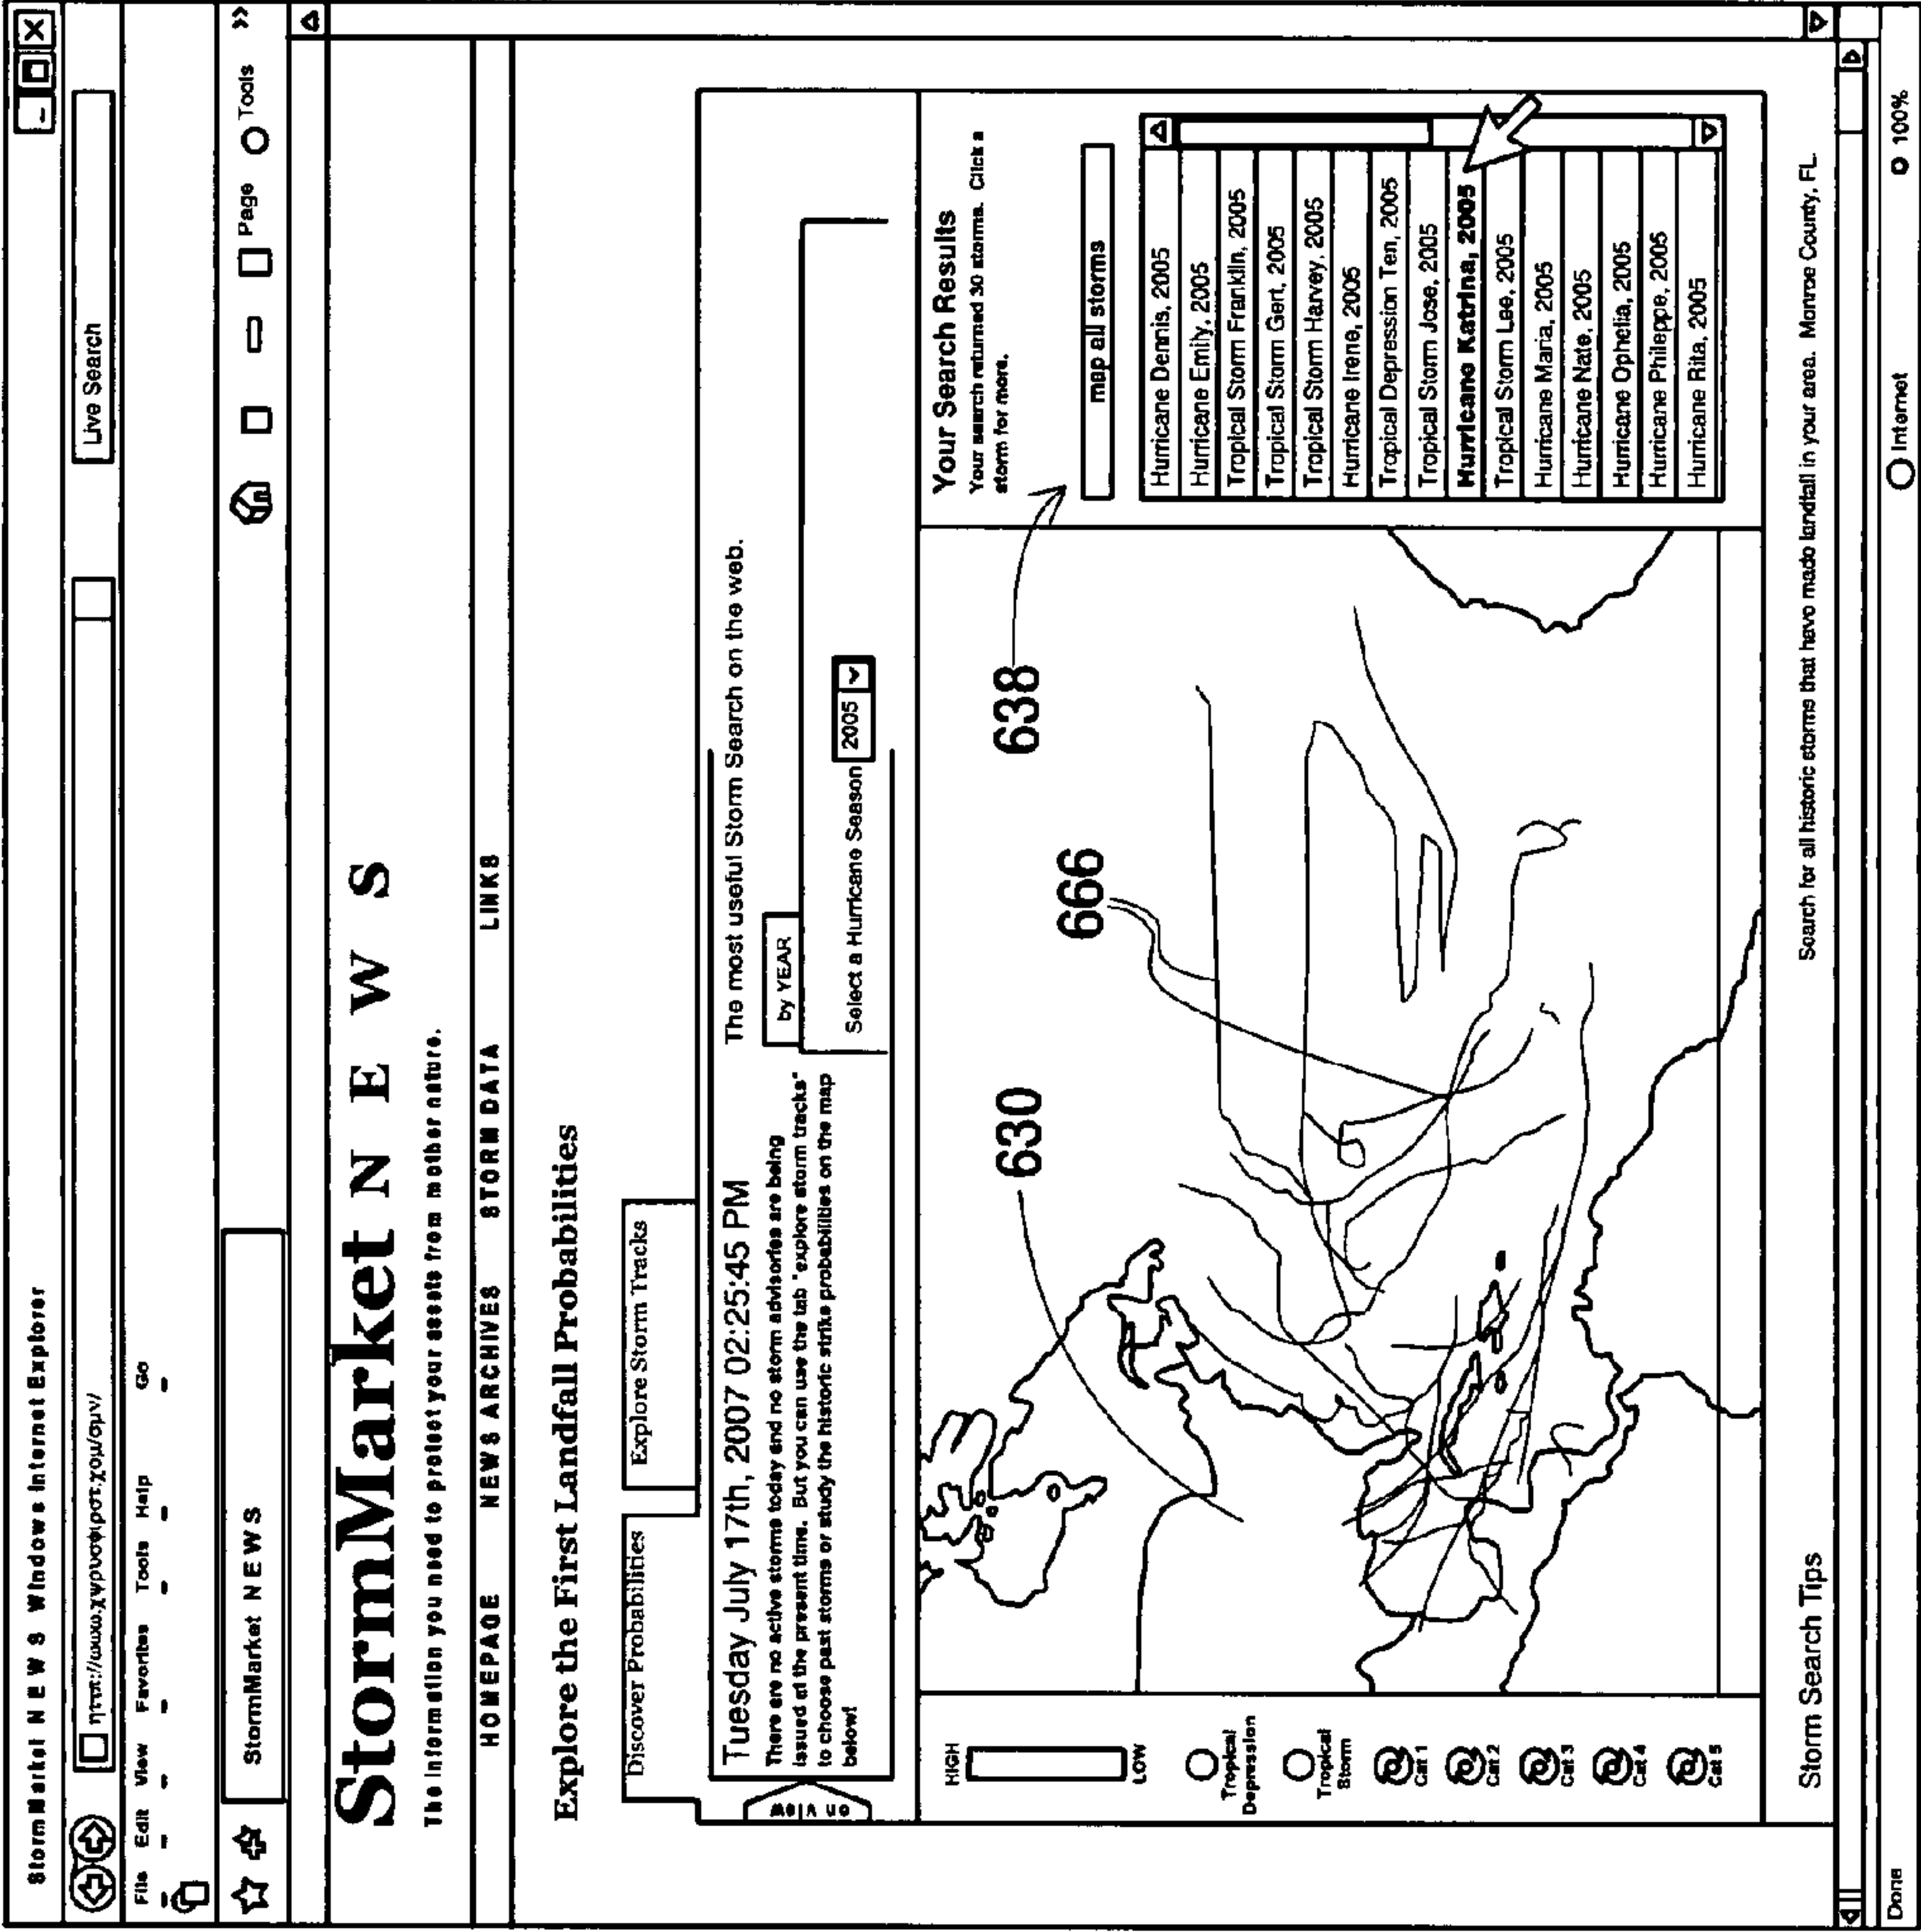 StormMarket N E W S Windows Internet Explorer
ηττπ://ωωω.χωρυσφιρστ.χομ/σμν/
Live Search
File Edit View Favorites Tools Help Go
StormMarket NEWS
Page Tools »
StormMarket N E W S
The information you need to protect your assets from mother nature.
HOMEPAGE NEWS ARCHIVES STORM DATA LINKS
Explore the First Landfall Probabilities
Discover Probabilities Explore Storm Tracks
on view
Tuesday July 17th, 2007 02:25:45 PM
There are no active storms today and no storm advisories are being
issued at the present time. But you can use the tab "explore storm tracks"
to choose past storms or study the historic strike probabilities on the map
below!
The most useful Storm Search on the web.
by YEAR
Select a Hurricane Season 2005
HIGH
LOW
Tropical
Depression
Tropical
Storm
Cat 1
Cat 2
Cat 3
Cat 4
Cat 5
630
666
638
Your Search Results
Your search returned 30 storms. Click a
storm for more.
map all storms
Hurricane Dennis, 2005
Hurricane Emily, 2005
Tropical Storm Franklin, 2005
Tropical Storm Gert, 2005
Tropical Storm Harvey, 2005
Hurricane Irene, 2005
Tropical Depression Ten, 2005
Tropical Storm Jose, 2005
Hurricane Katrina, 2005
Tropical Storm Lee, 2005
Hurricane Maria, 2005
Hurricane Nate, 2005
Hurricane Ophelia, 2005
Hurricane Phileppe, 2005
Hurricane Rita, 2005
Storm Search Tips
Search for all historic storms that have made landfall in your area. Monroe County, FL.
Done
Internet
100%